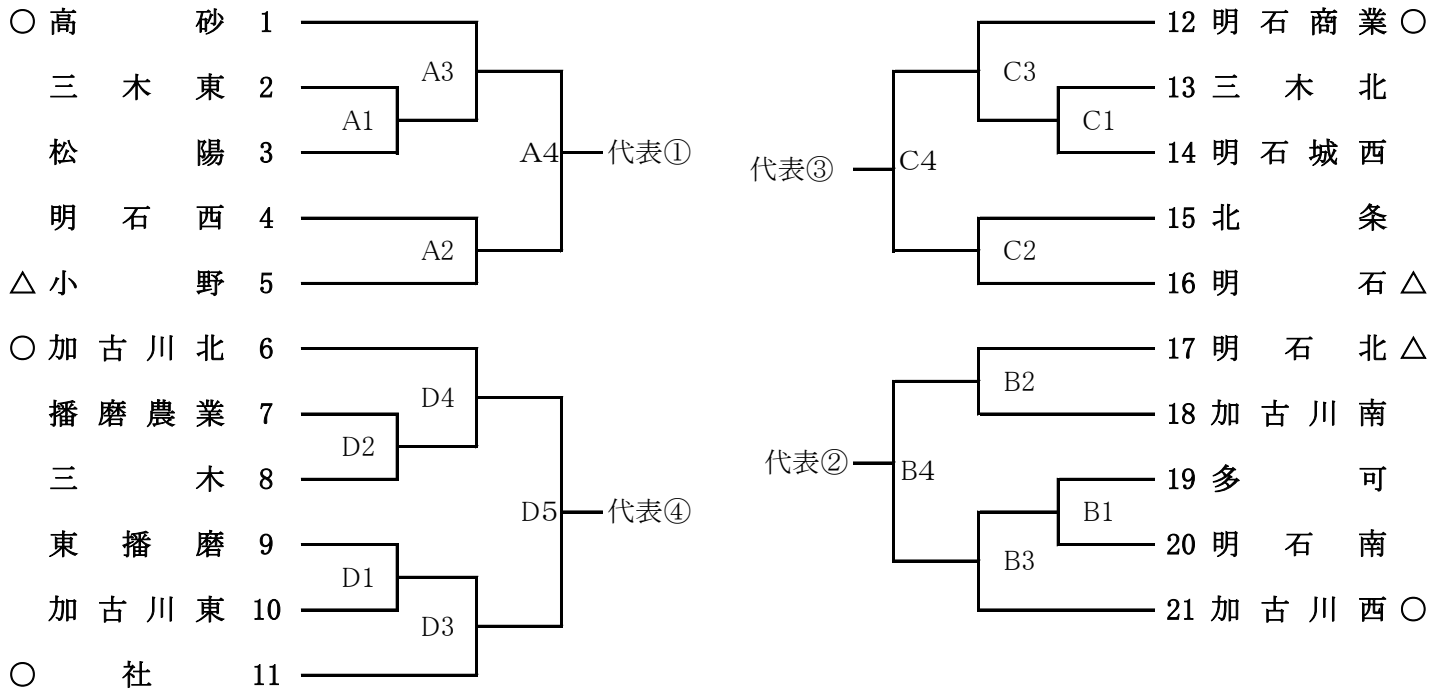 ○ 高砂 1
三木東 2
松陽 3
明石西 4
△ 小野 5
○ 加古川北 6
播磨農業 7
三木 8
東播磨 9
加古川東 10
○ 社 11
A3
A1
A4
代表①
A2
D4
D2
D5
代表④
D1
D3
12 明石商業 ○
13 三木北
14 明石城西
15 北条
16 明石 △
17 明石北 △
18 加古川南
19 多可
20 明石南
21 加古川西 ○
C3
C1
代表③
C4
C2
B2
代表②
B4
B1
B3